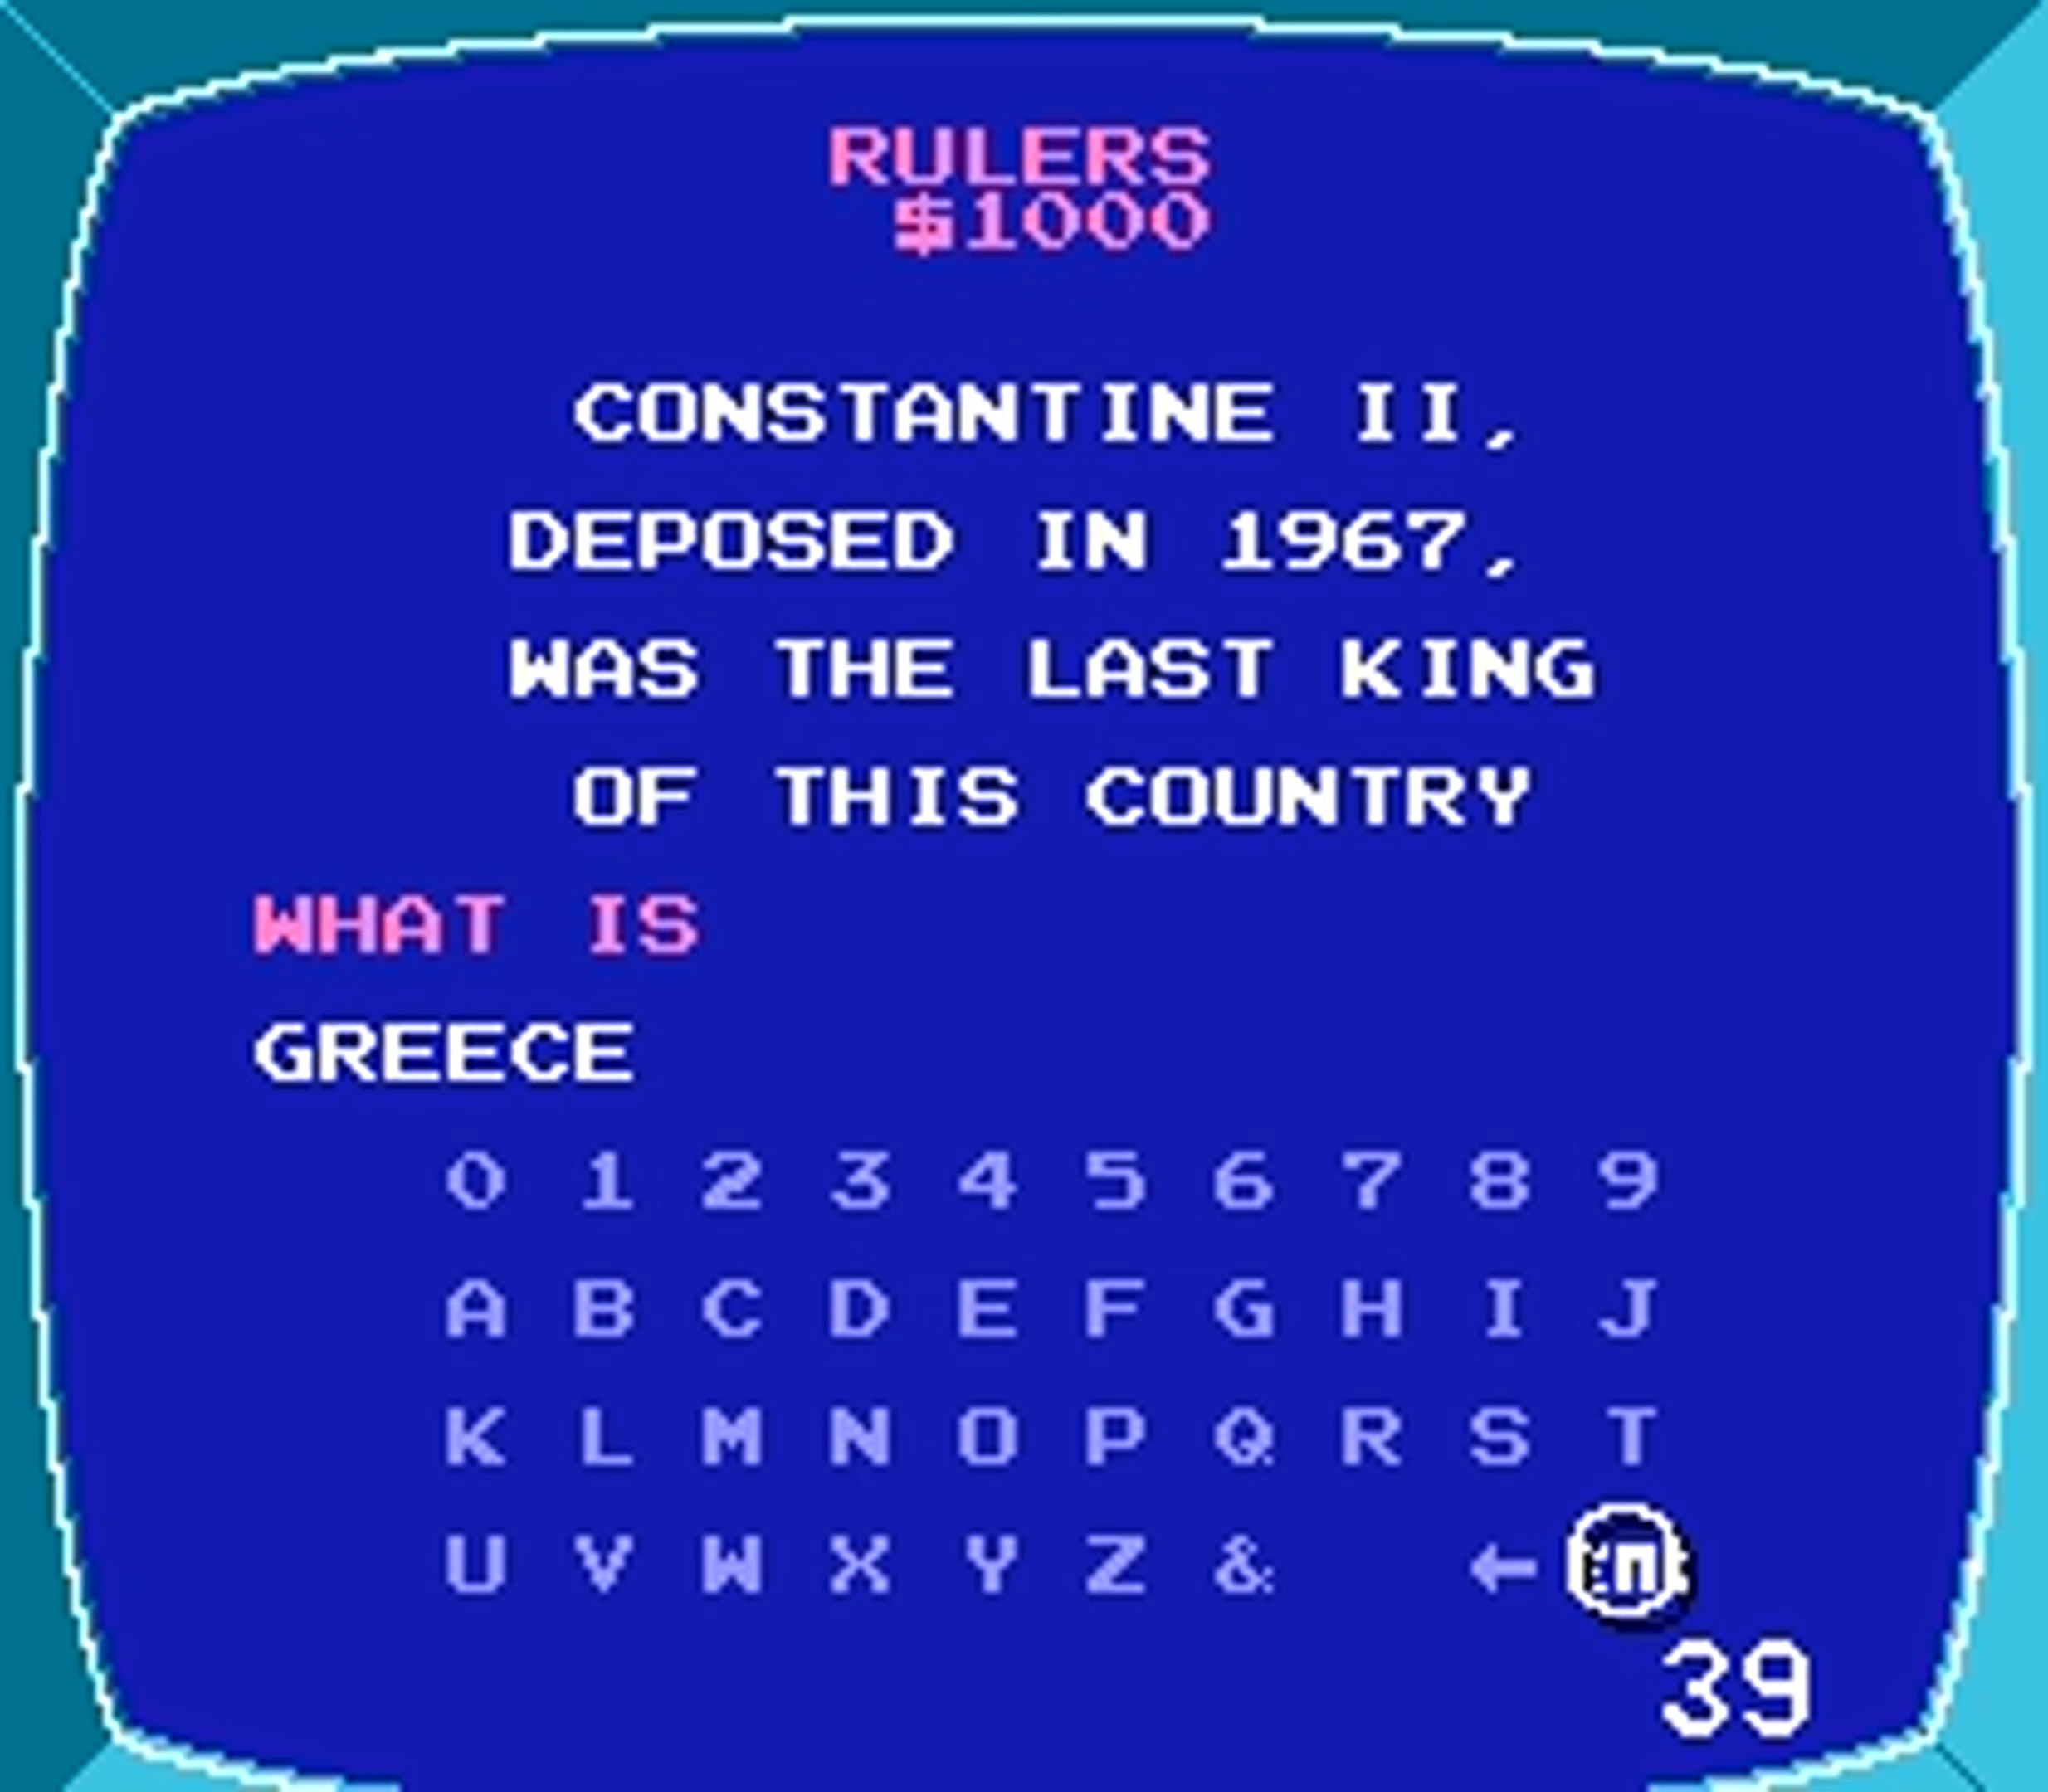 RULERS
$1000
CONSTANTINE II,
DEPOSED IN 1967,
WAS THE LAST KING
OF THIS COUNTRY
WHAT IS
GREECE
0 1 2 3 4 5 6 7 8 9
A B C D E F G H I J
K L M N O P Q R S T
U V W X Y Z & ←
39